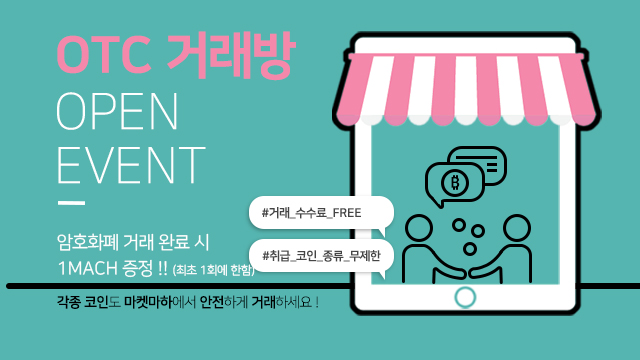 OTC 거래방
OPEN
EVENT
암호화폐 거래 완료 시
1MACH 증정 !! (최초 1회에 한함)
#거래_수수료_FREE
#취급_코인_종류_무제한
각종 코인도 마켓마하에서 안전하게 거래하세요 !